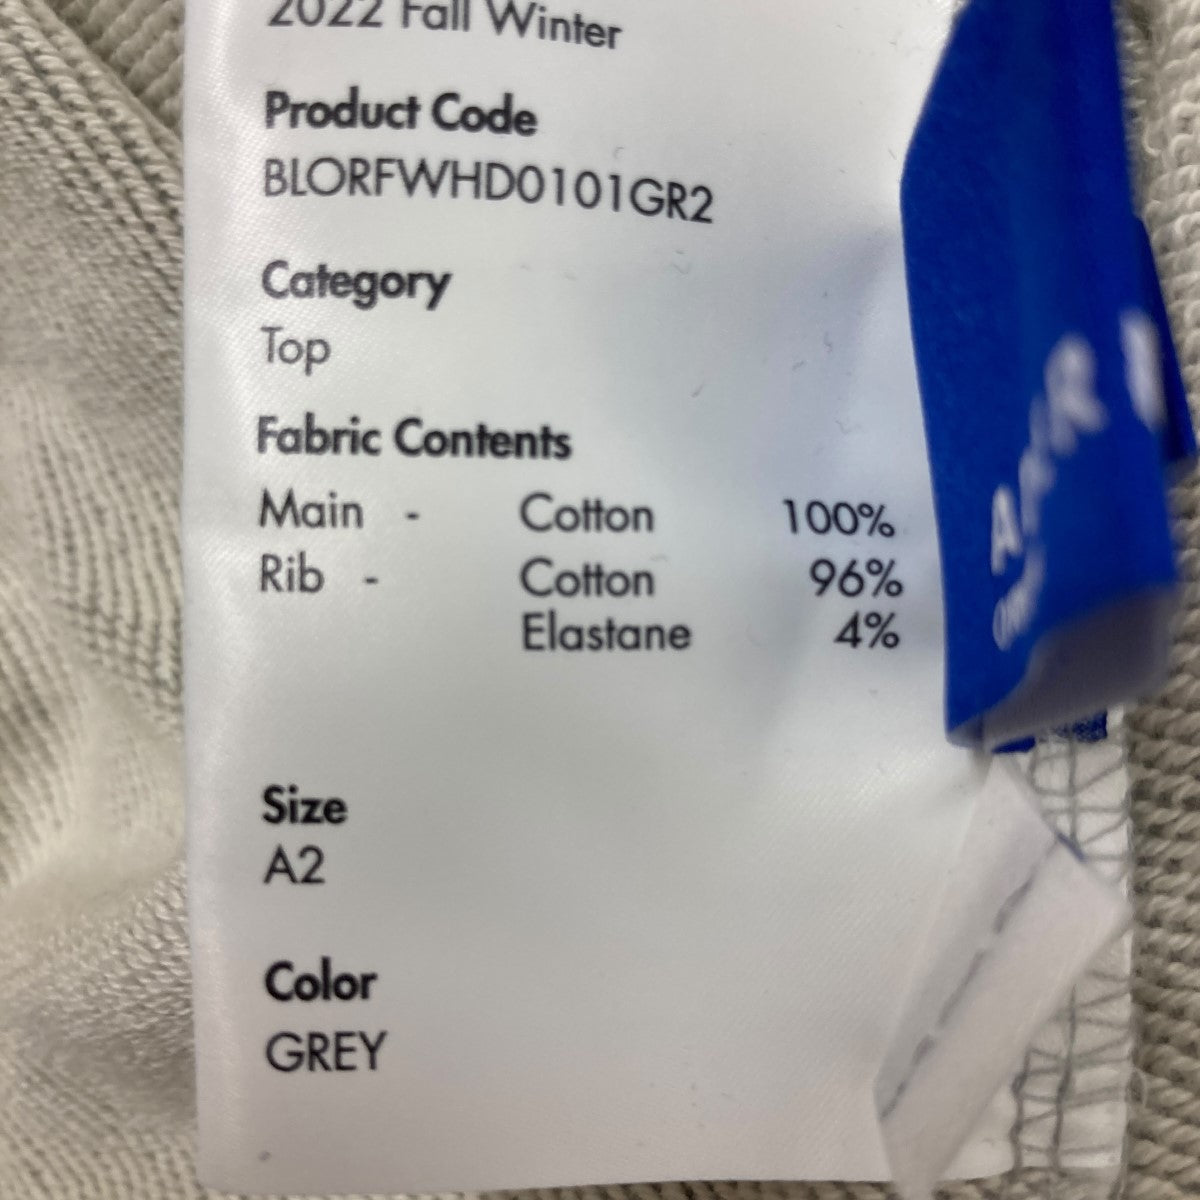 2022 Fall Winter
Product Code
BLORFWHD0101GR2
Category
Top
Fabric Contents
Main - Cotton 100%
Rib - Cotton 96%
Elastane 4%
Size
A2
Color
GREY